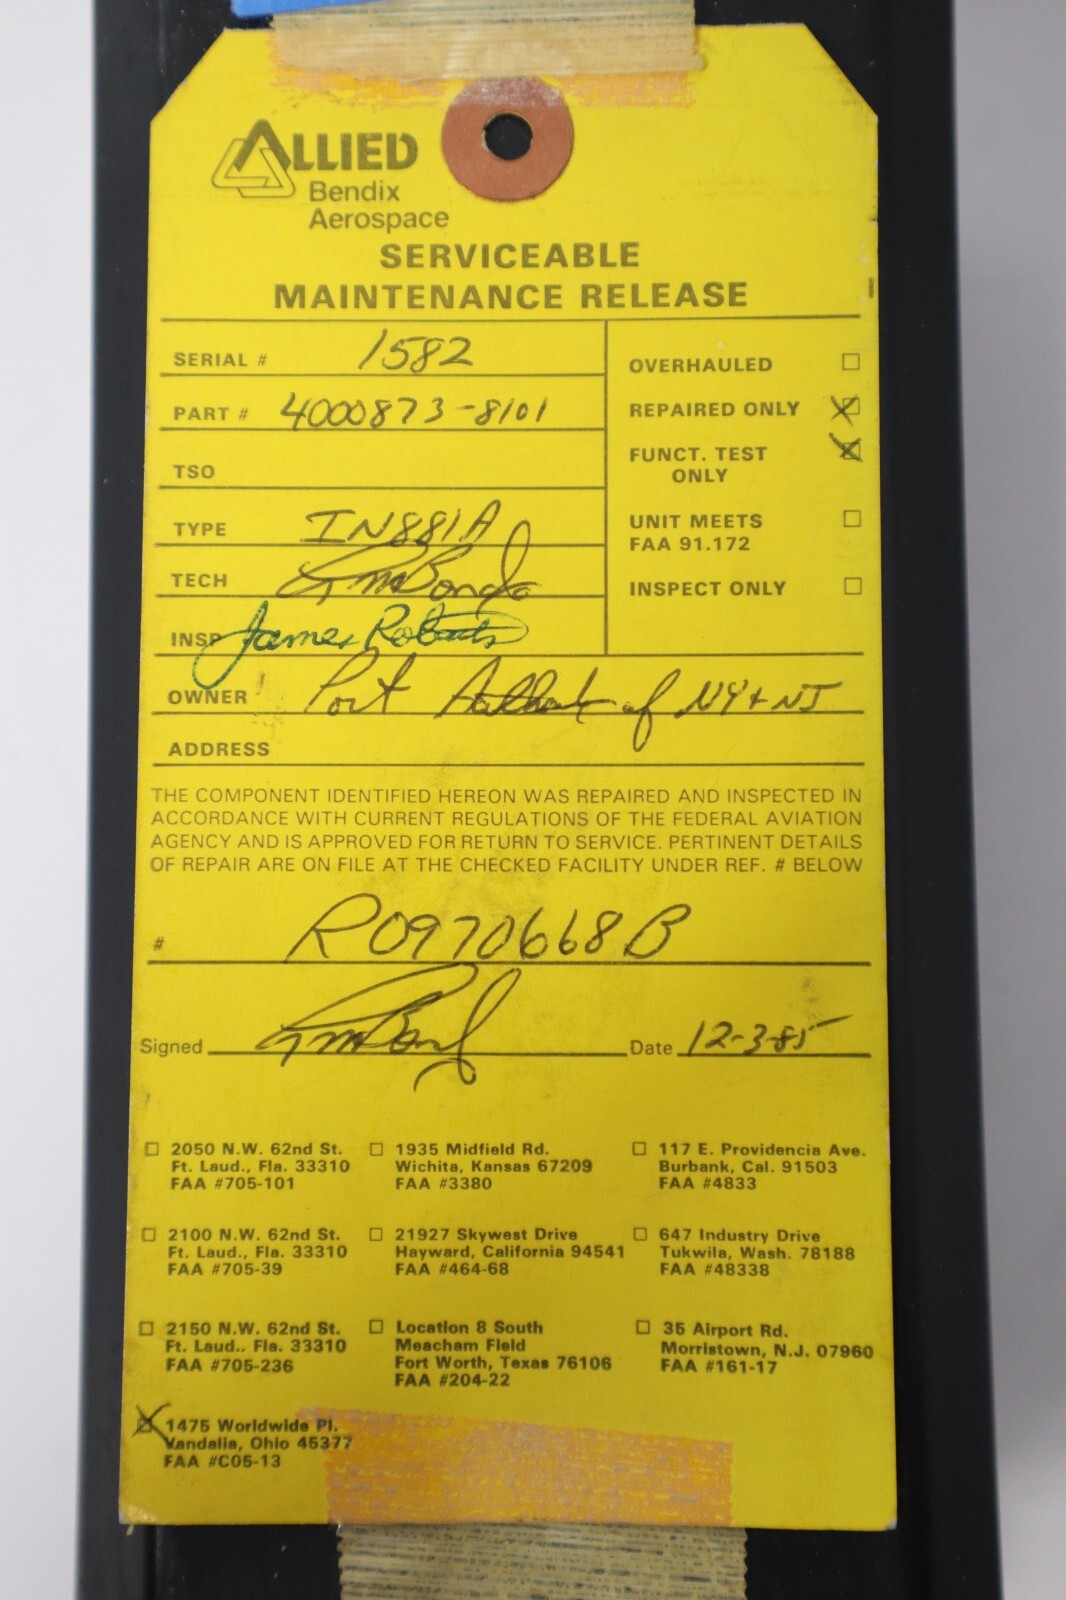 ALLIED
Bendix
Aerospace
SERVICEABLE
MAINTENANCE RELEASE
SERIAL # 1582
PART # 4000873-8101
TSO
TYPE IN881A
TECH
INSP James Roberts
OWNER Port Authority of NY + NJ
ADDRESS
OVERHAULED
REPAIRED ONLY
FUNCT. TEST
ONLY
UNIT MEETS
FAA 91.172
INSPECT ONLY
THE COMPONENT IDENTIFIED HEREON WAS REPAIRED AND INSPECTED IN
ACCORDANCE WITH CURRENT REGULATIONS OF THE FEDERAL AVIATION
AGENCY AND IS APPROVED FOR RETURN TO SERVICE. PERTINENT DETAILS
OF REPAIR ARE ON FILE AT THE CHECKED FACILITY UNDER REF. # BELOW
# R0970668B
Signed
Date 12-3-85
2050 N.W. 62nd St.
Ft. Laud., Fla. 33310
FAA #705-101
1935 Midfield Rd.
Wichita, Kansas 67209
FAA #3380
117 E. Providencia Ave.
Burbank, Cal. 91503
FAA #4833
2100 N.W. 62nd St.
Ft. Laud., Fla. 33310
FAA #705-39
21927 Skywest Drive
Hayward, California 94541
FAA #464-68
647 Industry Drive
Tukwila, Wash. 78188
FAA #48338
2150 N.W. 62nd St.
Ft. Laud.. Fla. 33310
FAA #705-236
Location 8 South
Meacham Field
Fort Worth, Texas 76106
FAA #204-22
35 Airport Rd.
Morristown, N.J. 07960
FAA #161-17
1475 Worldwide Pl.
Vandalia, Ohio 45377
FAA #C05-13